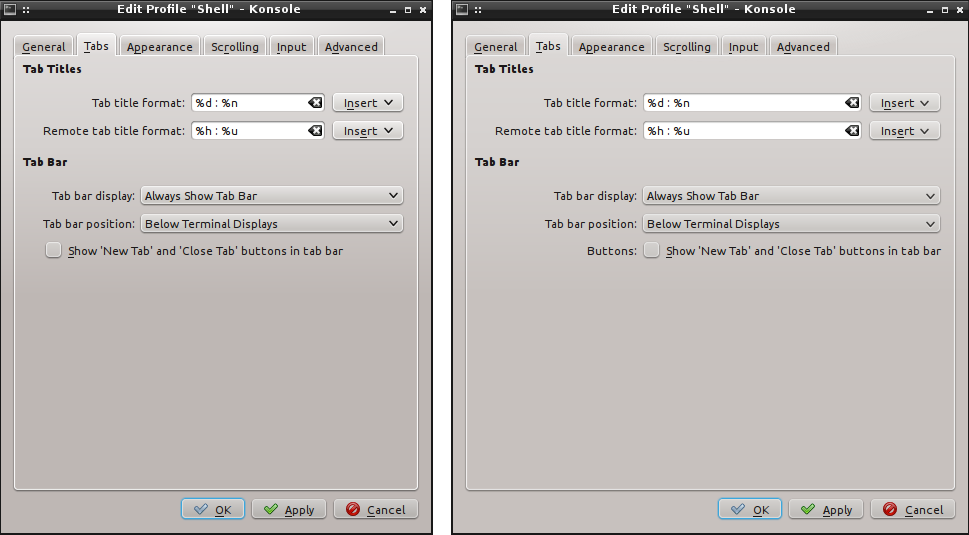 Edit Profile "Shell" – Konsole
General Tabs Appearance Scrolling Input Advanced
Tab Titles
Tab title format: %d : %n Insert
Remote tab title format: %h : %u Insert
Tab Bar
Tab bar display: Always Show Tab Bar
Tab bar position: Below Terminal Displays
Show 'New Tab' and 'Close Tab' buttons in tab bar
OK Apply Cancel
Edit Profile "Shell" – Konsole
General Tabs Appearance Scrolling Input Advanced
Tab Titles
Tab title format: %d : %n Insert
Remote tab title format: %h : %u Insert
Tab Bar
Tab bar display: Always Show Tab Bar
Tab bar position: Below Terminal Displays
Buttons: Show 'New Tab' and 'Close Tab' buttons in tab bar
OK Apply Cancel